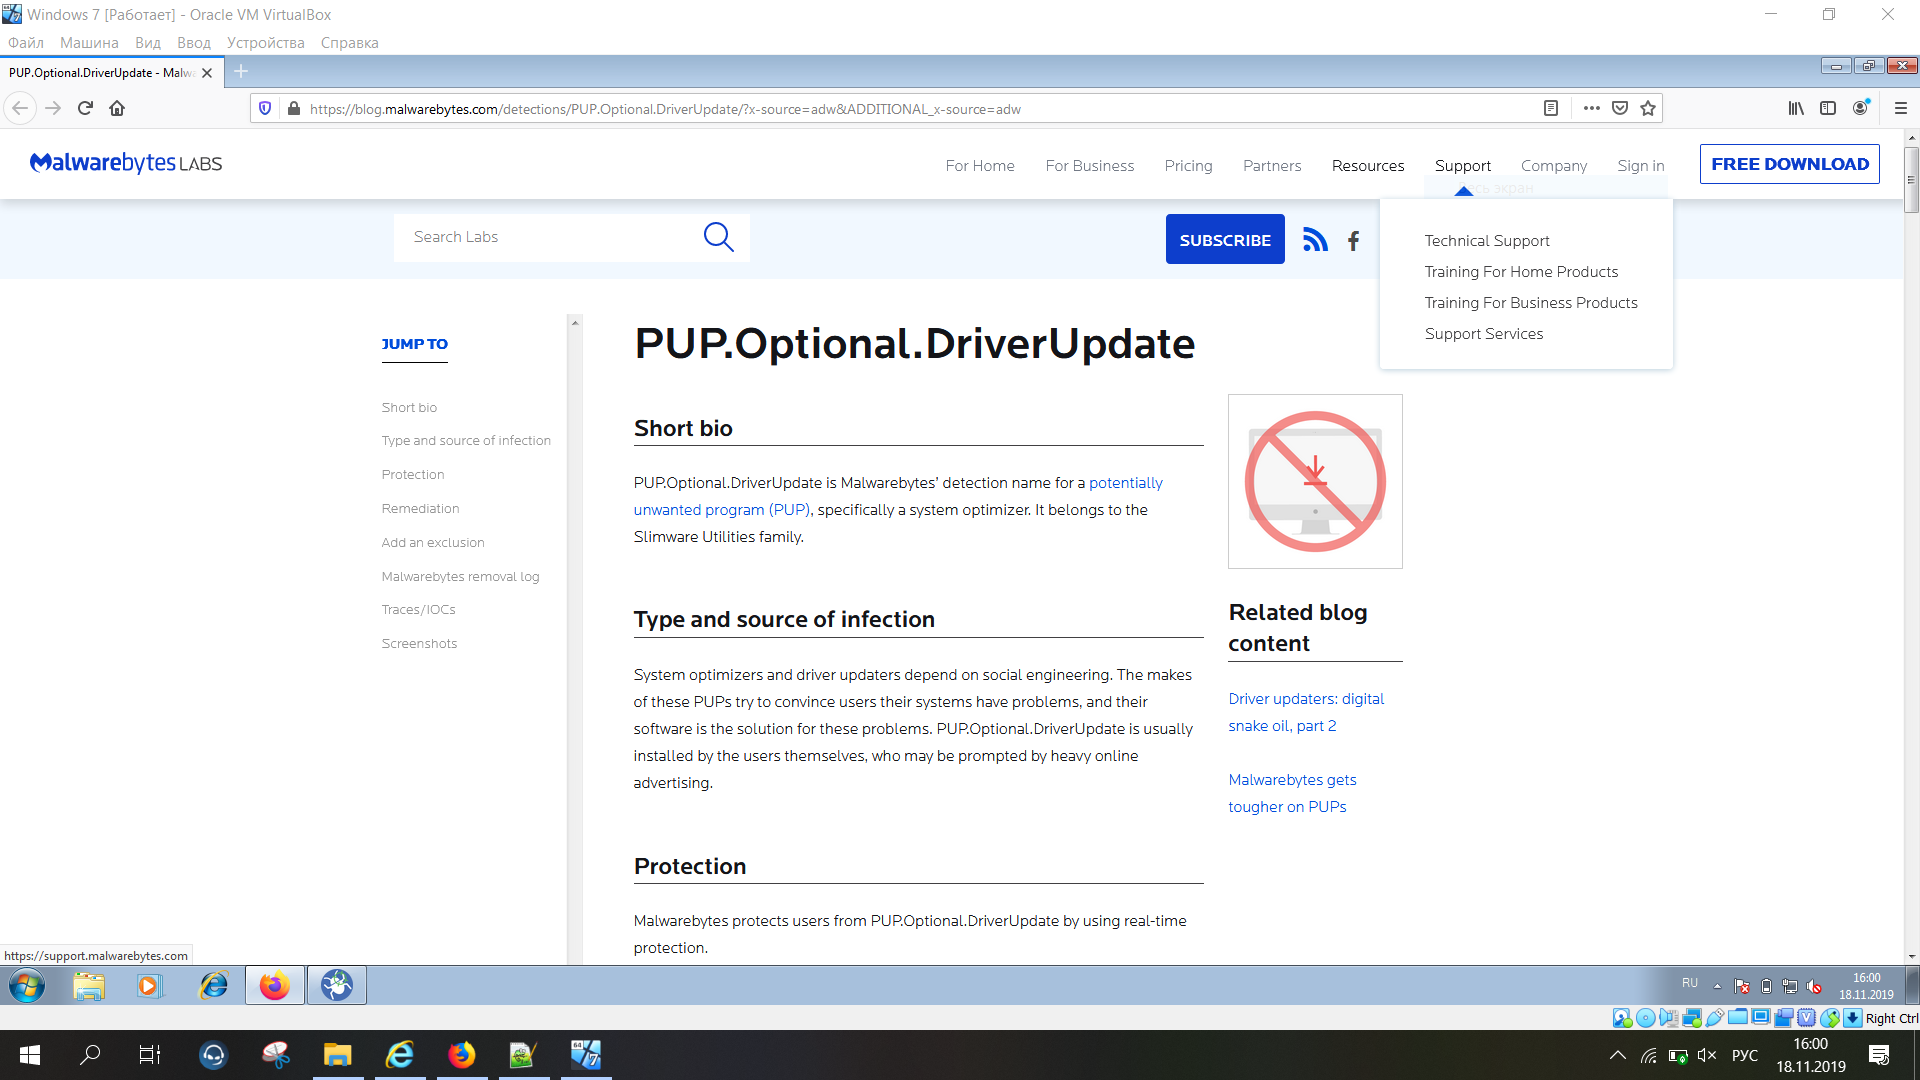 Windows 7 [Работает] - Oracle VM VirtualBox
Файл Машина Вид Ввод Устройства Справка
PUP.Optional.DriverUpdate - Malwa
https://blog.malwarebytes.com/detections/PUP.Optional.DriverUpdate/?x-source=adw&ADDITIONAL_x-source=adw
Malwarebytes LABS
For Home For Business Pricing Partners Resources Support Company Sign in FREE DOWNLOAD
экран
Search Labs
SUBSCRIBE
Technical Support
Training For Home Products
Training For Business Products
Support Services
JUMP TO
Short bio
Type and source of infection
Protection
Remediation
Add an exclusion
Malwarebytes removal log
Traces/IOCs
Screenshots
PUP.Optional.DriverUpdate
Short bio
PUP.Optional.DriverUpdate is Malwarebytes' detection name for a potentially
unwanted program (PUP), specifically a system optimizer. It belongs to the
Slimware Utilities family.
Type and source of infection
System optimizers and driver updaters depend on social engineering. The makes
of these PUPs try to convince users their systems have problems, and their
software is the solution for these problems. PUP.Optional.DriverUpdate is usually
installed by the users themselves, who may be prompted by heavy online
advertising.
Protection
Malwarebytes protects users from PUP.Optional.DriverUpdate by using real-time
protection.
Related blog
content
Driver updaters: digital
snake oil, part 2
Malwarebytes gets
tougher on PUPs
https://support.malwarebytes.com
RU
16:00
18.11.2019
Right Ctrl
64
7
РУС
16:00
18.11.2019